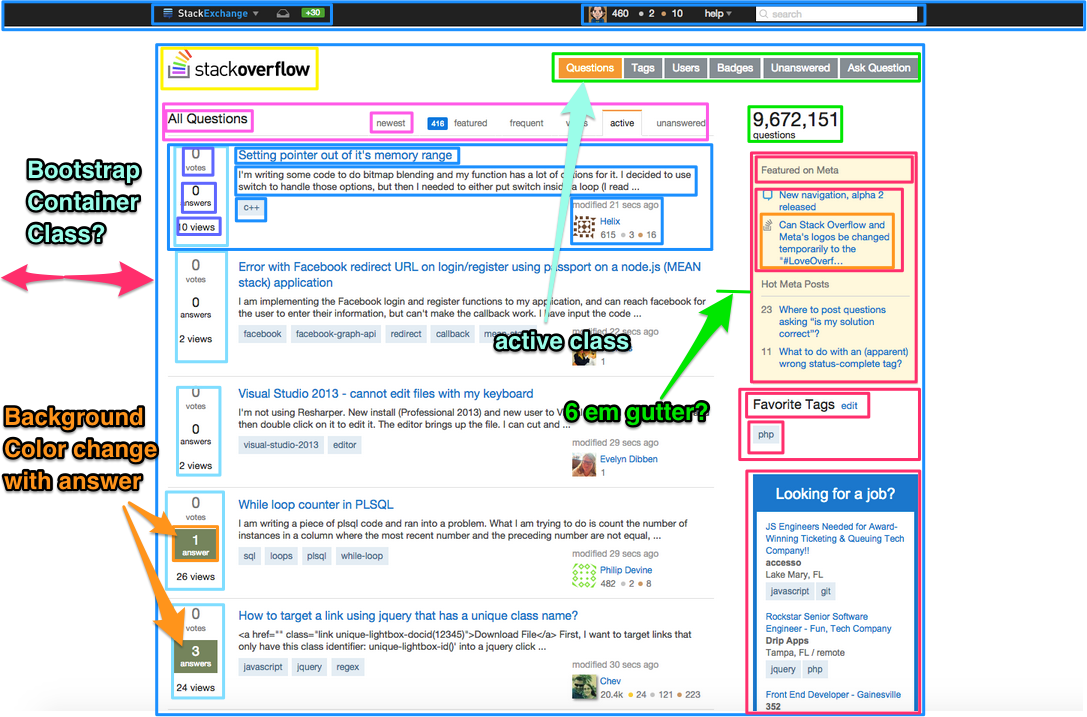 StackExchange
+30
460 2 10
help
search
stackoverflow
Questions
Tags
Users
Badges
Unanswered
Ask Question
All Questions
newest
416 featured
frequent
active
unanswered
9,672,151
questions
0
votes
0
answers
10 views
Setting pointer out of it's memory range
I'm writing some code to do bitmap blending and my function has a lot of options for it. I decided to use
switch to handle those options, but then I needed to either put switch inside a loop (I read ...
c++
modified 21 secs ago
Helix
615 3 16
Bootstrap
Container
Class?
0
votes
0
answers
2 views
Error with Facebook redirect URL on login/register using passport on a node.js (MEAN
stack) application
I am implementing the Facebook login and register functions to my application, and can reach facebook for
the user to enter their information, but can't make the callback work. I have input the code ...
facebook
facebook-graph-api
redirect
callback
modified 22 secs ago
1
active class
Featured on Meta
New navigation, alpha 2
released
Can Stack Overflow and
Meta's logos be changed
temporarily to the
"#LoveOverf...
Hot Meta Posts
23 Where to post questions
asking "is my solution
correct"?
11 What to do with an (apparent)
wrong status-complete tag?
6 em gutter?
0
votes
0
answers
2 views
Visual Studio 2013 - cannot edit files with my keyboard
I'm not using Resharper. New install (Professional 2013) and new user to
then double click on it to edit it. The editor brings up the file. I can cut and ...
visual-studio-2013
editor
modified 29 secs ago
Evelyn Dibben
1
Favorite Tags edit
php
Background
Color change
with answer
0
votes
1
answer
26 views
While loop counter in PLSQL
I am writing a piece of plsql code and ran into a problem. What I am trying to do is count the number of
instances in a column where the most recent number and the preceding number are not equal, ...
sql
loops
plsql
while-loop
modified 29 secs ago
Philip Devine
482 2 8
0
votes
3
answers
24 views
How to target a link using jquery that has a unique class name?
<a href="" class="link unique-lightbox-docid(12345)">Download File</a> First, I want to target links that
only have this class identifier: unique-lightbox-id()' into a jquery click ...
javascript
jquery
regex
modified 30 secs ago
Chev
20.4k 24 121 223
Looking for a job?
JS Engineers Needed for Award-
Winning Ticketing & Queuing Tech
Company!!
accesso
Lake Mary, FL
javascript
git
Rockstar Senior Software
Engineer - Fun, Tech Company
Drip Apps
Tampa, FL / remote
jquery
php
Front End Developer - Gainesville
352